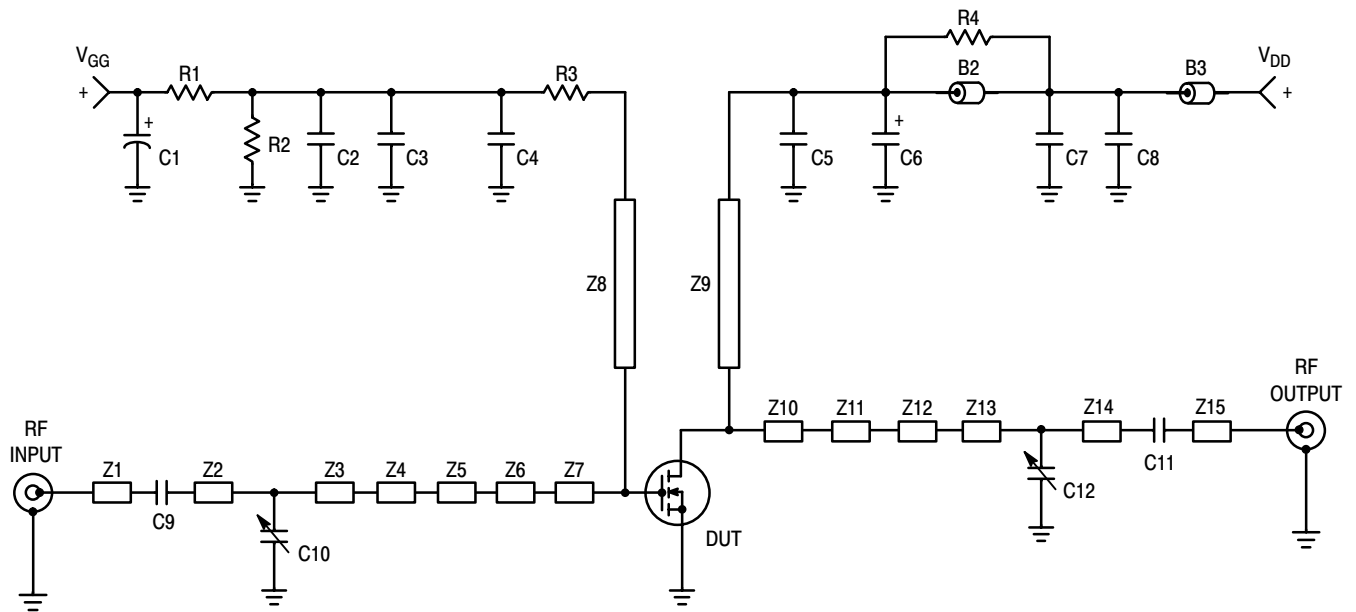 R4
VGG
R1
R3
B2
B3
VDD
+
+
+
+
C1
R2
C2
C3
C4
C5
C6
C7
C8
Z8
Z9
RF
OUTPUT
Z10
Z11
Z12
Z13
Z14
Z15
RF
INPUT
C11
Z1
Z2
Z3
Z4
Z5
Z6
Z7
C12
C9
C10
DUT